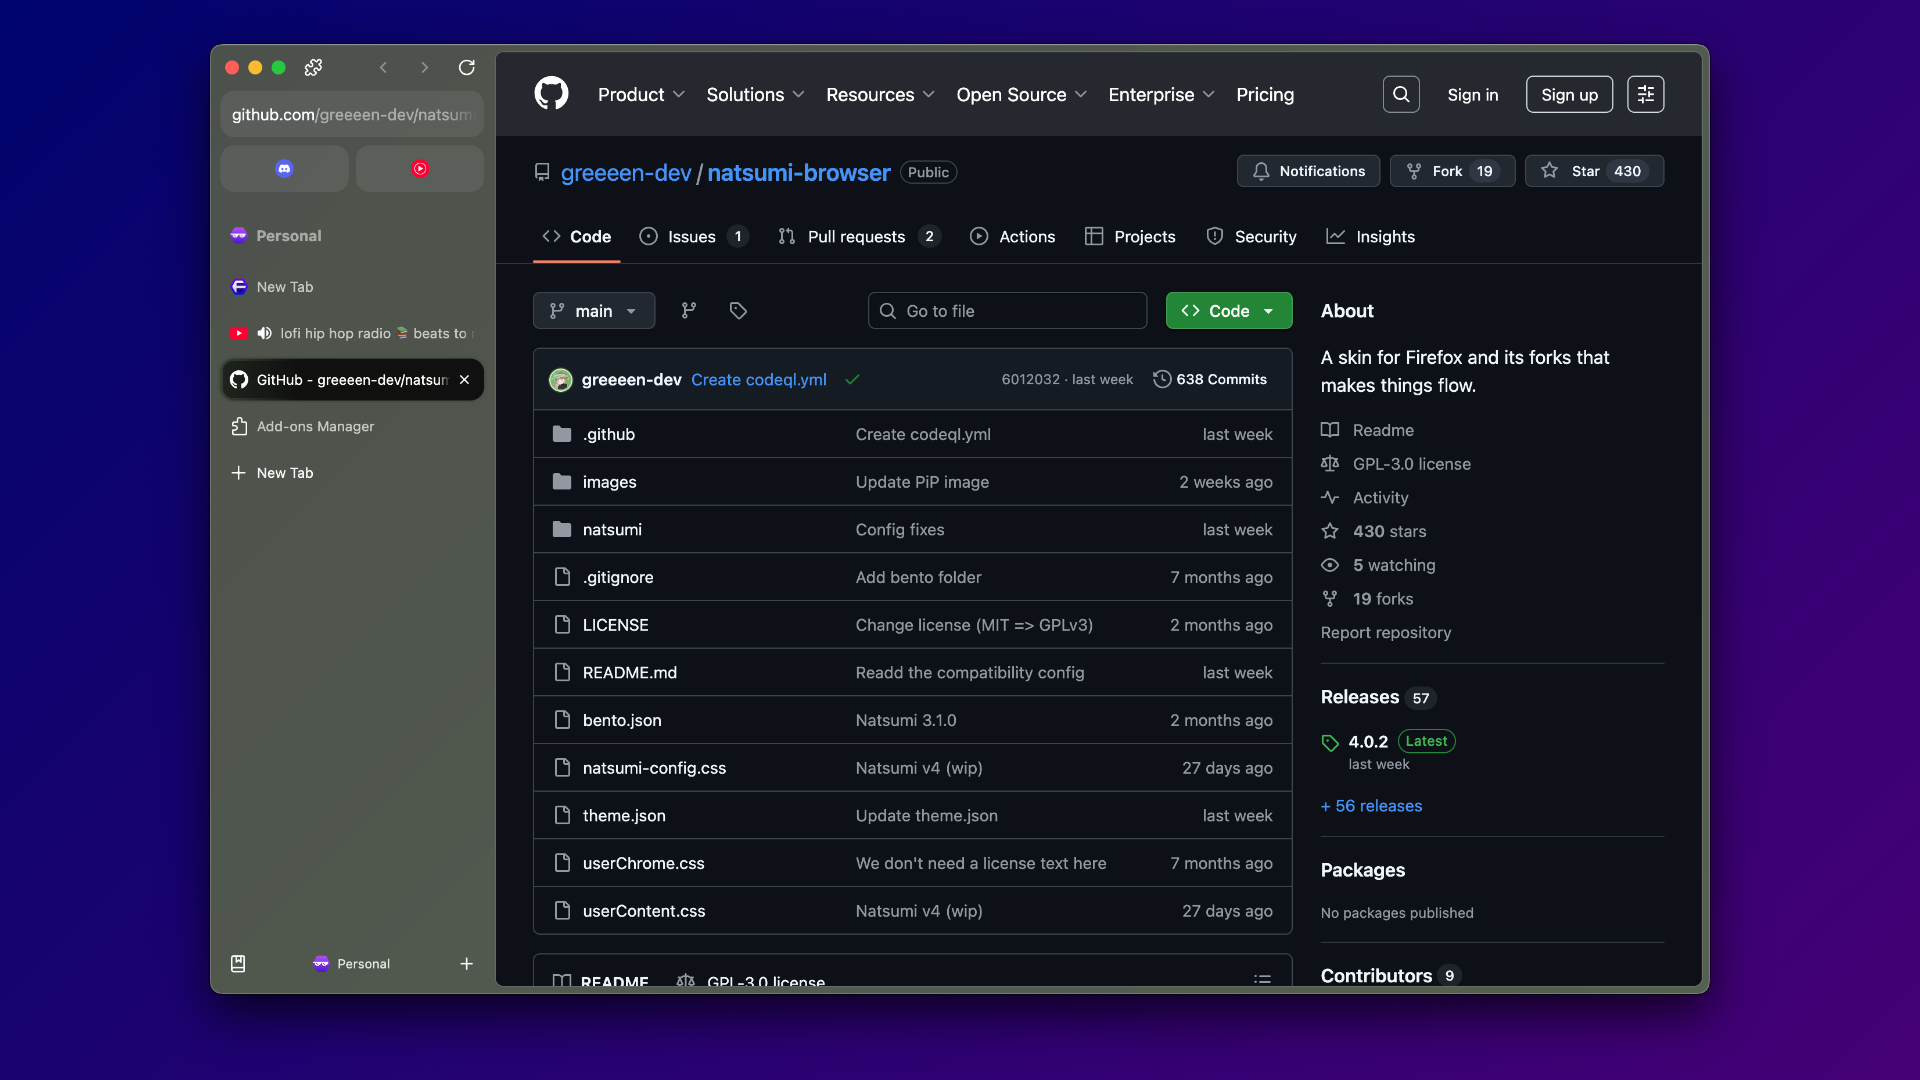 github.com/greeeen-dev/natsum
Personal
New Tab
lofi hip hop radio 📚 beats to
GitHub - greeeen-dev/natsum
Add-ons Manager
New Tab
Personal
Product
Solutions
Resources
Open Source
Enterprise
Pricing
Sign in
Sign up
greeeen-dev / natsumi-browser Public
Notifications
Fork 19
Star 430
Code
Issues 1
Pull requests 2
Actions
Projects
Security
Insights
main
Go to file
Code
greeeen-dev Create codeql.yml 6012032 · last week 638 Commits
.github Create codeql.yml last week
images Update PiP image 2 weeks ago
natsumi Config fixes last week
.gitignore Add bento folder 7 months ago
LICENSE Change license (MIT => GPLv3) 2 months ago
README.md Readd the compatibility config last week
bento.json Natsumi 3.1.0 2 months ago
natsumi-config.css Natsumi v4 (wip) 27 days ago
theme.json Update theme.json last week
userChrome.css We don't need a license text here 7 months ago
userContent.css Natsumi v4 (wip) 27 days ago
README GPL-3.0 license
About
A skin for Firefox and its forks that
makes things flow.
Readme
GPL-3.0 license
Activity
430 stars
5 watching
19 forks
Report repository
Releases 57
4.0.2 Latest
last week
+ 56 releases
Packages
No packages published
Contributors 9